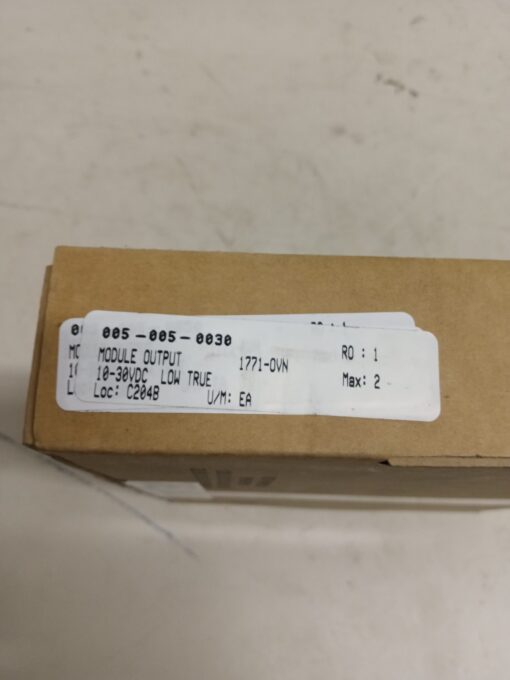 005-005-0030
MODULE OUTPUT 1771-OVN RO : 1
10-30VDC LOW TRUE Max: 2
Loc: C204B U/M: EA